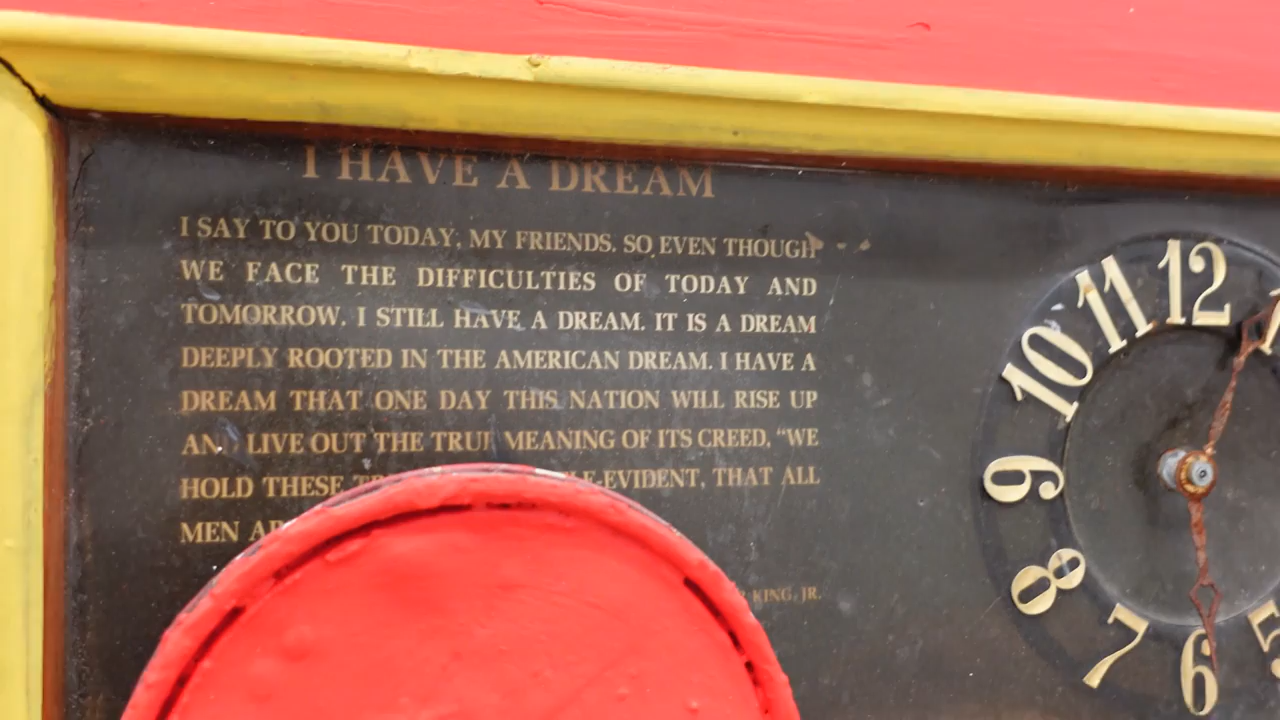 I HAVE A DREAM
I SAY TO YOU TODAY, MY FRIENDS. SO EVEN THOUGH
WE FACE THE DIFFICULTIES OF TODAY AND
TOMORROW. I STILL HAVE A DREAM. IT IS A DREAM
DEEPLY ROOTED IN THE AMERICAN DREAM. I HAVE A
DREAM THAT ONE DAY THIS NATION WILL RISE UP
LIVE OUT THE TRUE MEANING OF ITS CREED, “WE
HOLD THESE -EVIDENT, THAT ALL
MEN
KING, JR.
12
11
10
9
8
7
6
5